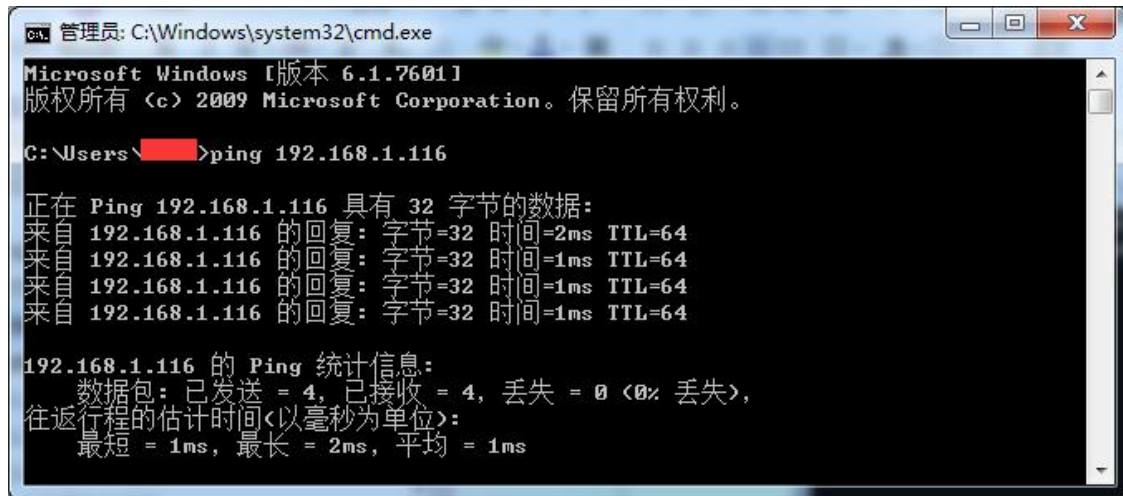 管理员: C:\Windows\system32\cmd.exe
Microsoft Windows [版本 6.1.7601]
版权所有 (c) 2009 Microsoft Corporation。保留所有权利。
C:\Users\ >ping 192.168.1.116
正在 Ping 192.168.1.116 具有 32 字节的数据:
来自 192.168.1.116 的回复: 字节=32 时间=2ms TTL=64
来自 192.168.1.116 的回复: 字节=32 时间=1ms TTL=64
来自 192.168.1.116 的回复: 字节=32 时间=1ms TTL=64
来自 192.168.1.116 的回复: 字节=32 时间=1ms TTL=64
192.168.1.116 的 Ping 统计信息:
数据包: 已发送 = 4, 已接收 = 4, 丢失 = 0 (0% 丢失),
往返行程的估计时间(以毫秒为单位):
最短 = 1ms, 最长 = 2ms, 平均 = 1ms